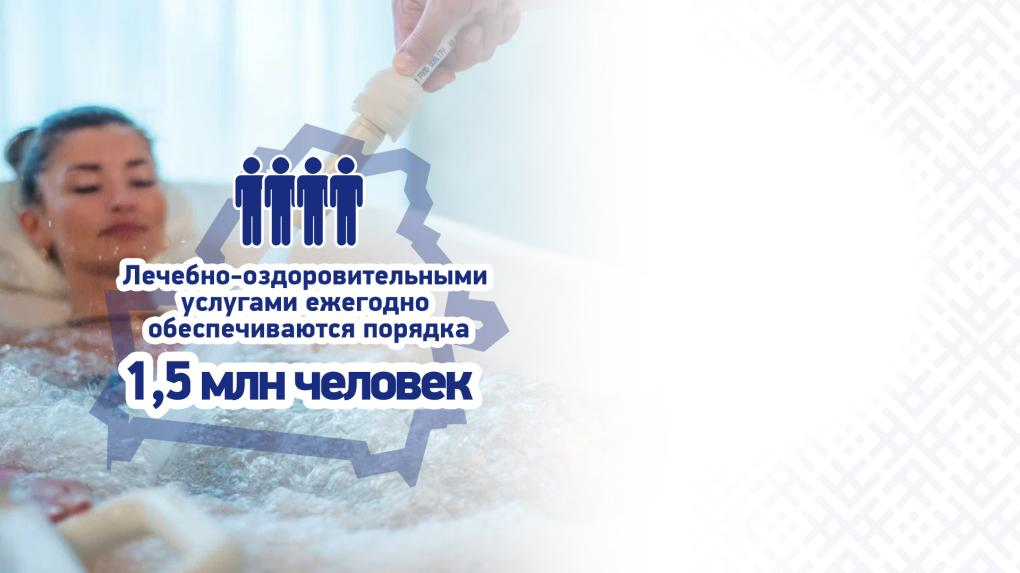 Лечебно-оздоровительными
услугами ежегодно
обеспечиваются порядка
1,5 млн человек